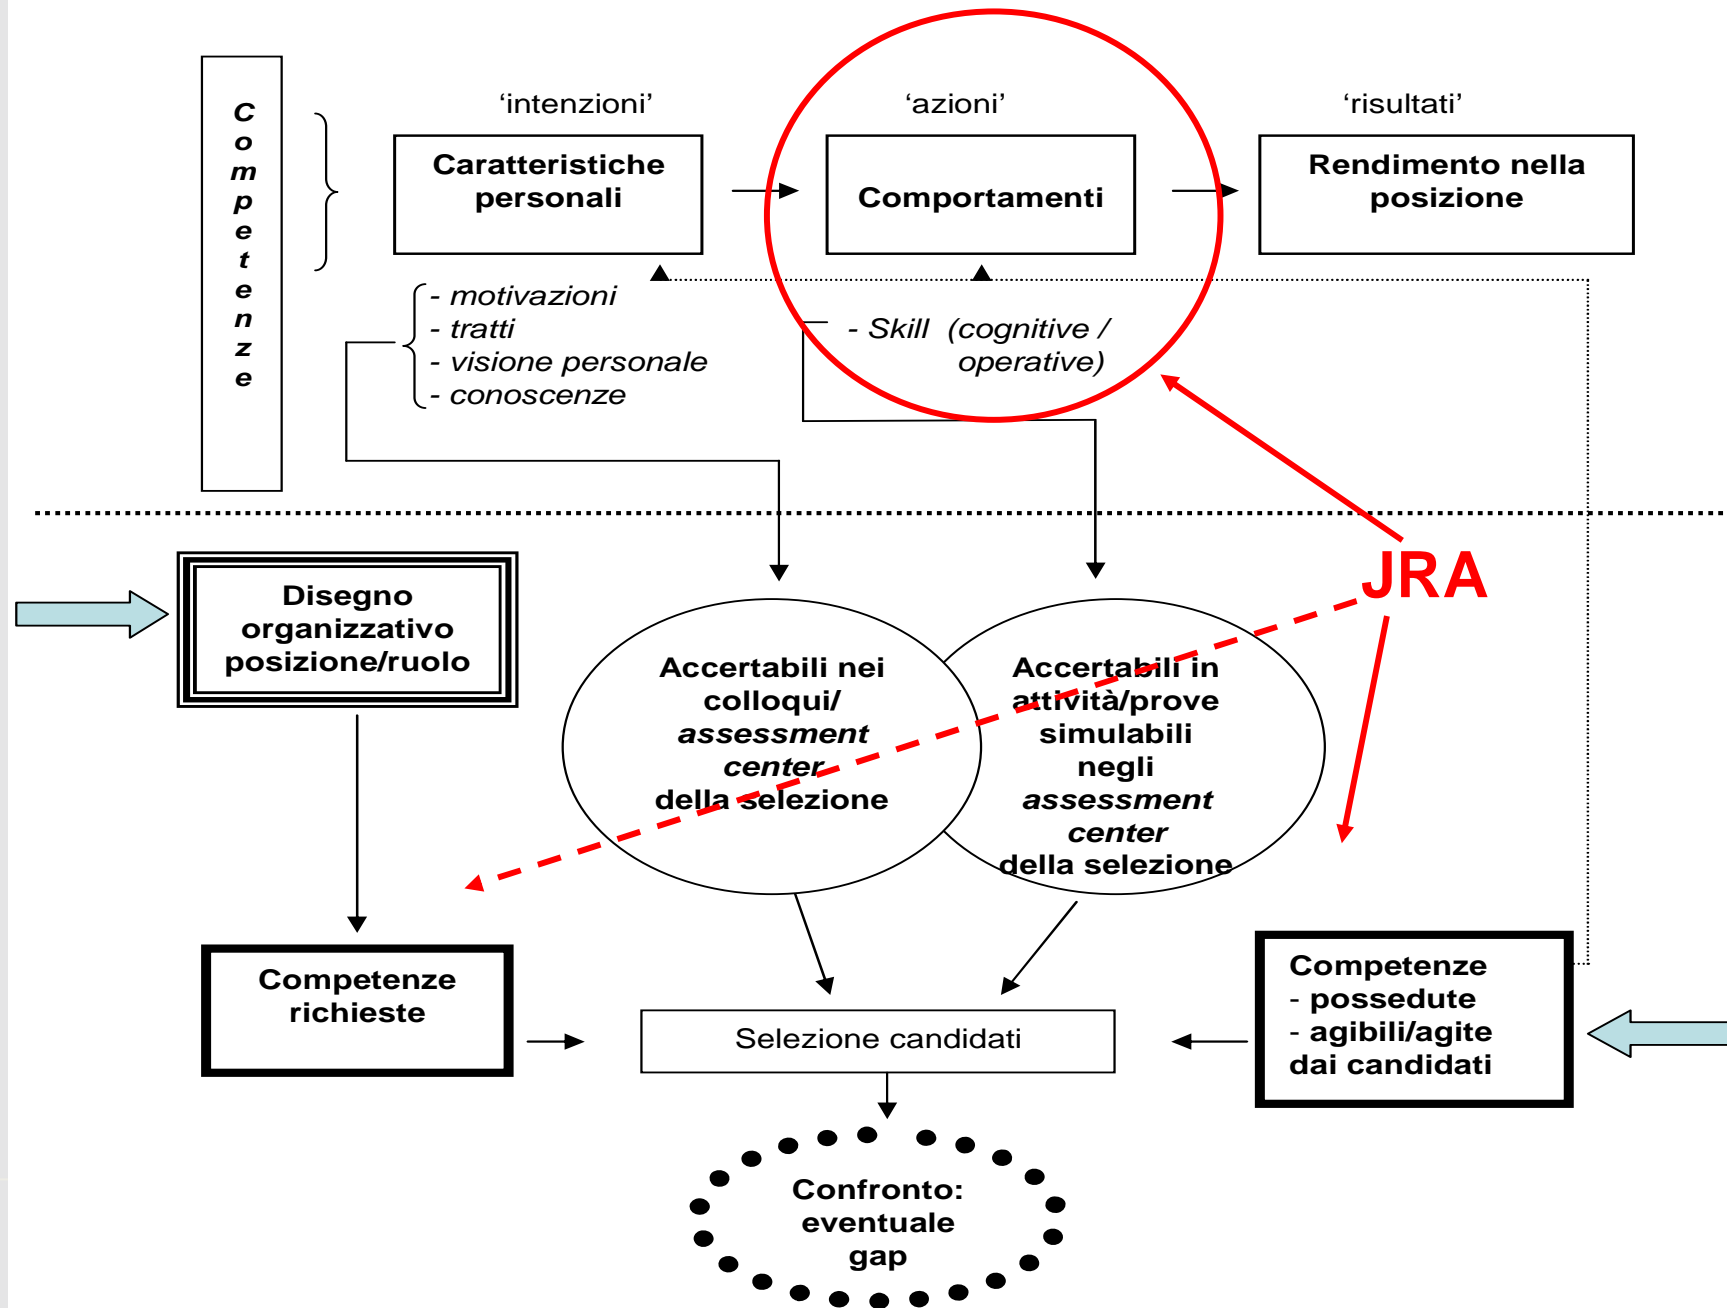 Competenze
‘intenzioni’
‘azioni’
‘risultati’
Caratteristiche
personali
Comportamenti
Rendimento nella
posizione
- motivazioni
- tratti
- visione personale
- conoscenze
- Skill (cognitive /
operative)
JRA
Disegno
organizzativo
posizione/ruolo
Accertabili nei
colloqui/
assessment
center
della selezione
Accertabili in
attività/prove
simulabili
negli
assessment
center
della selezione
Competenze
richieste
Selezione candidati
Competenze
- possedute
- agibili/agite
dai candidati
Confronto:
eventuale
gap